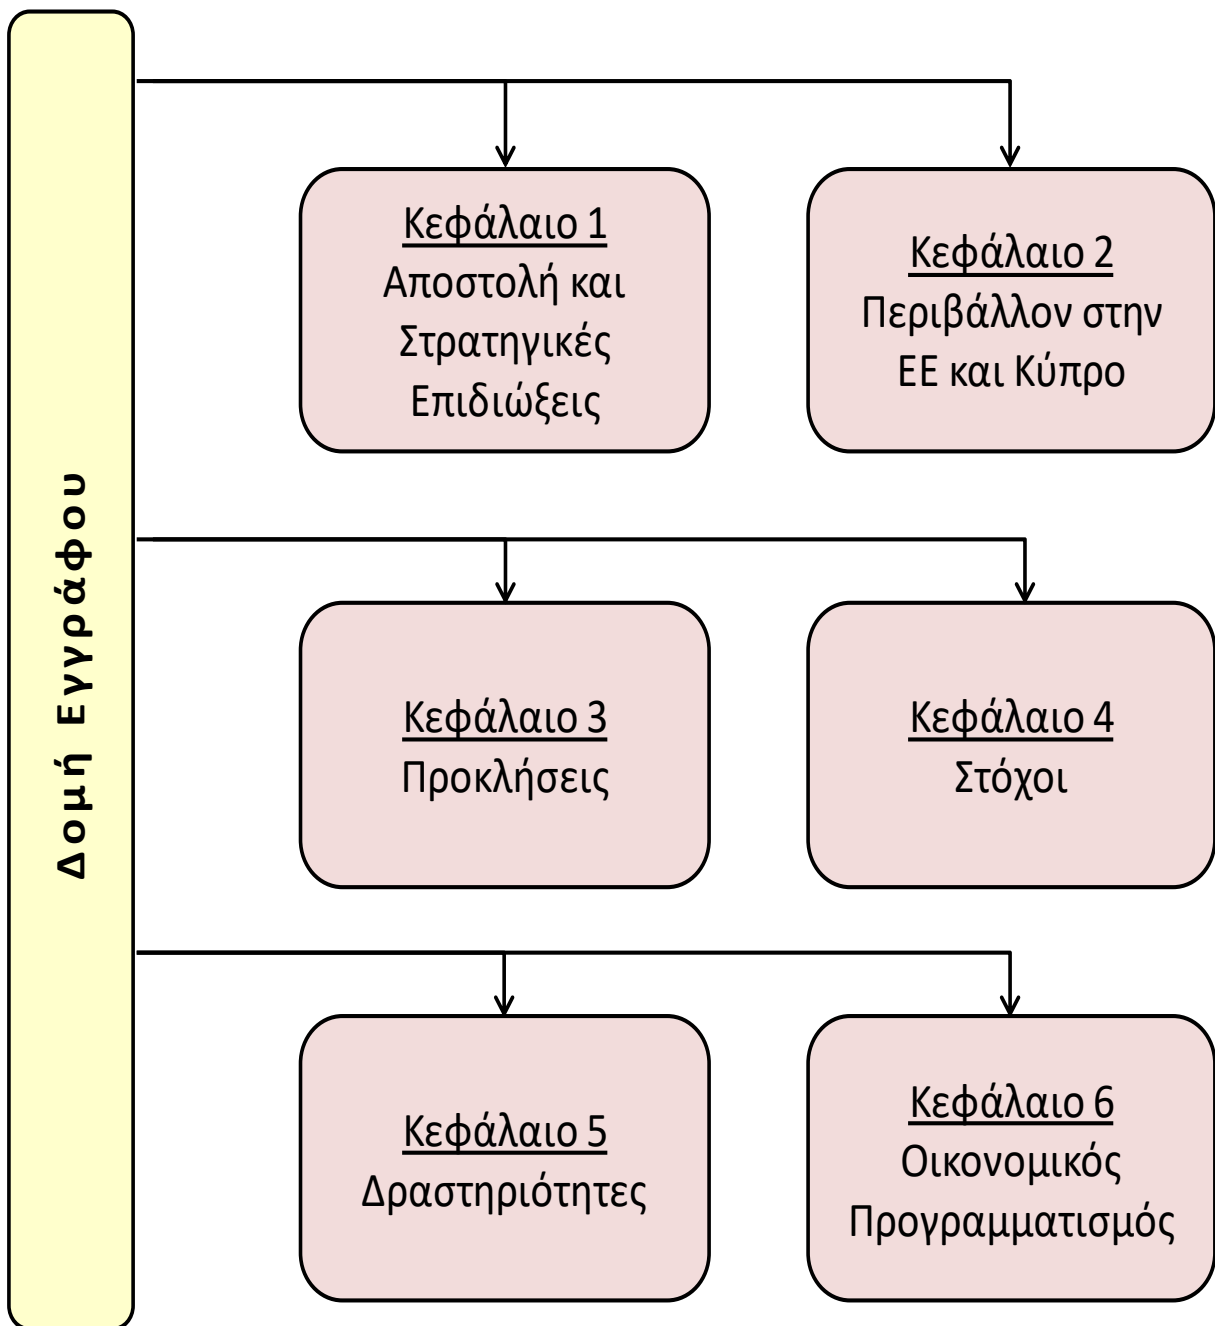 Δομή Εγγράφου
Κεφάλαιο 1
Αποστολή και
Στρατηγικές
Επιδιώξεις
Κεφάλαιο 2
Περιβάλλον στην
ΕΕ και Κύπρο
Κεφάλαιο 3
Προκλήσεις
Κεφάλαιο 4
Στόχοι
Κεφάλαιο 5
Δραστηριότητες
Κεφάλαιο 6
Οικονομικός
Προγραμματισμός